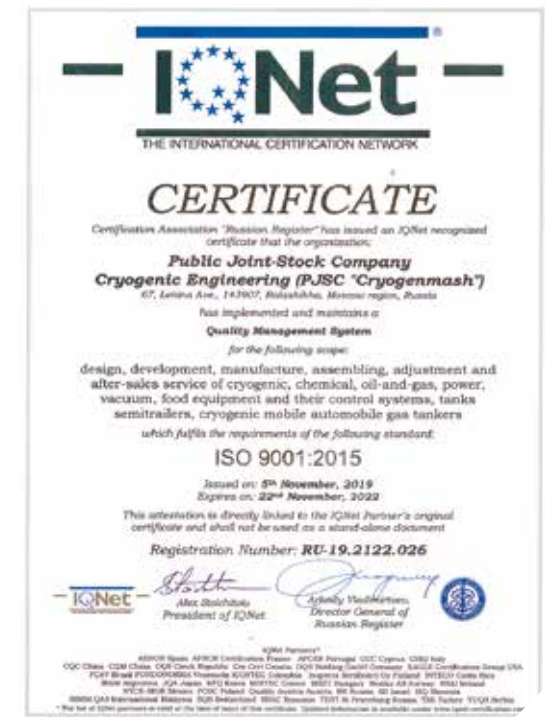 IQNet
THE INTERNATIONAL CERTIFICATION NETWORK
®
CERTIFICATE
Certification Association "Russian Register" has issued an IQNet recognized
certificate that the organization:
Public Joint-Stock Company
Cryogenic Engineering (PJSC "Cryogenmash")
67, Lenina Ave., 143907, Balashikha, Moscow region, Russia
has implemented and maintains a
Quality Management System
for the following scope:
design, development, manufacture, assembling, adjustment and
after-sales service of cryogenic, chemical, oil-and-gas, power,
vacuum, food equipment and their control systems, tanks
semitrailers, cryogenic mobile automobile gas tankers
which fulfils the requirements of the following standard:
ISO 9001:2015
Issued on: 5th November, 2019
Expires on: 22nd November, 2022
This attestation is directly linked to the IQNet Partner's original
certificate and shall not be used as a stand-alone document
Registration Number: RU-19.2122.026
IQNet
Alex Stoichitoiu
President of IQNet
Arkadiy Vladimirtsev
Director General of
Russian Register
IQNet Partners*: